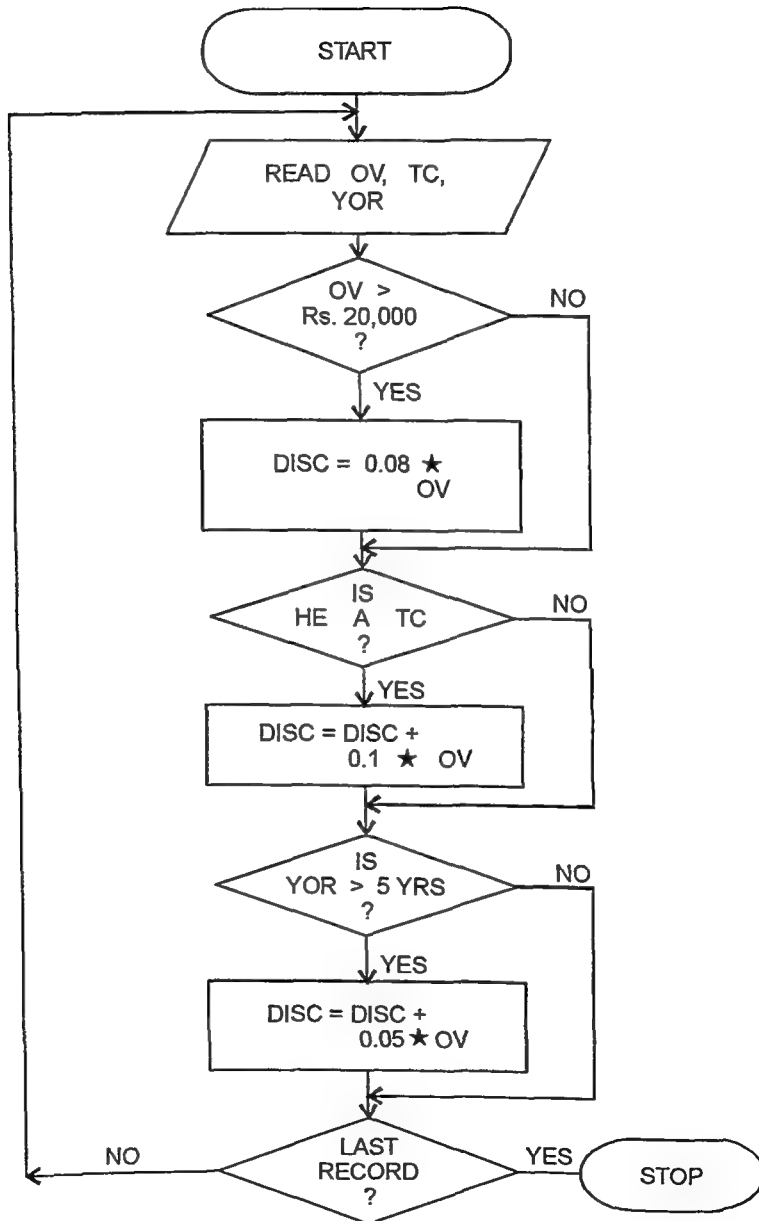 START
READ OV, TC,
YOR
OV >
Rs. 20,000
?
NO
YES
DISC = 0.08 ★
OV
IS
HE A TC
?
NO
YES
DISC = DISC +
0.1 ★ OV
IS
YOR > 5 YRS
?
NO
YES
DISC = DISC +
0.05 ★ OV
LAST
RECORD
?
NO
YES
STOP